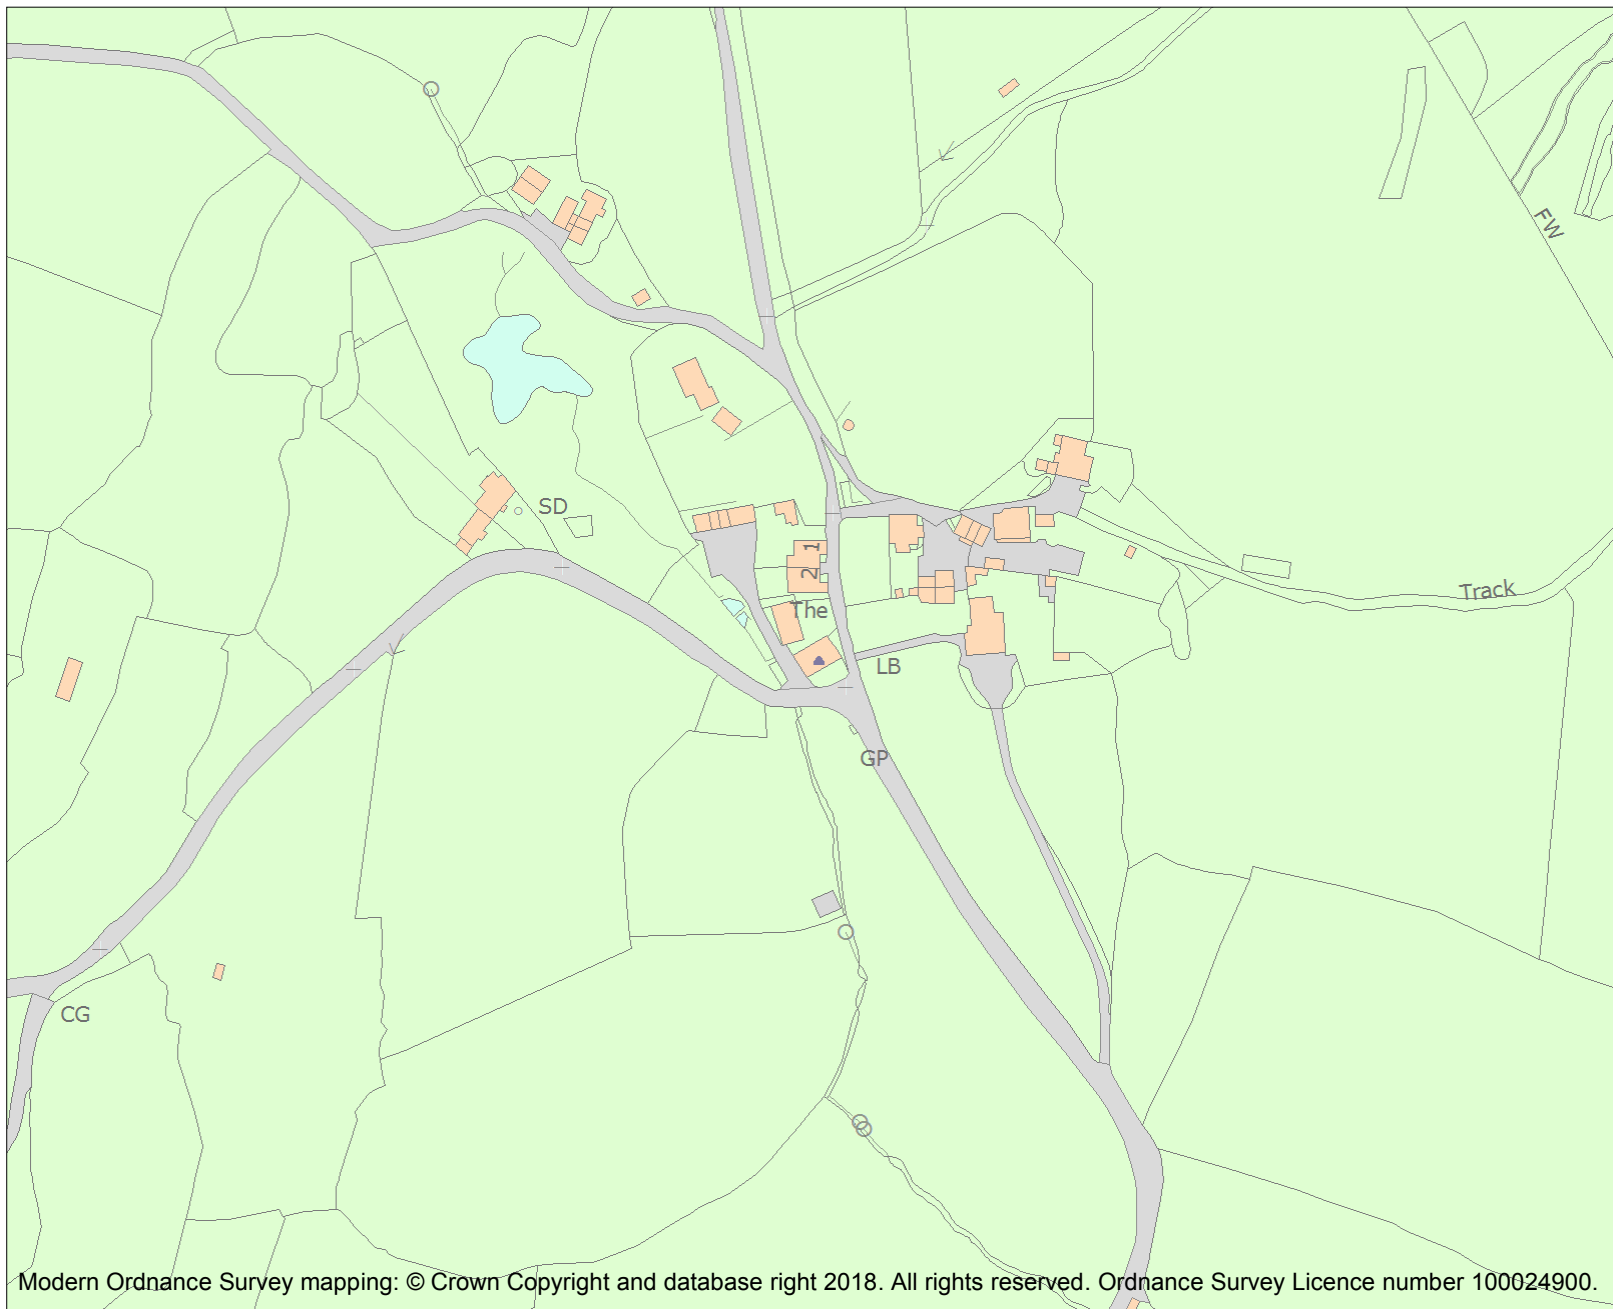 FW
SD
1
2
The
Track
LB
GP
CG
Modern Ordnance Survey mapping: © Crown Copyright and database right 2018. All rights reserved. Ordnance Survey Licence number 100024900.